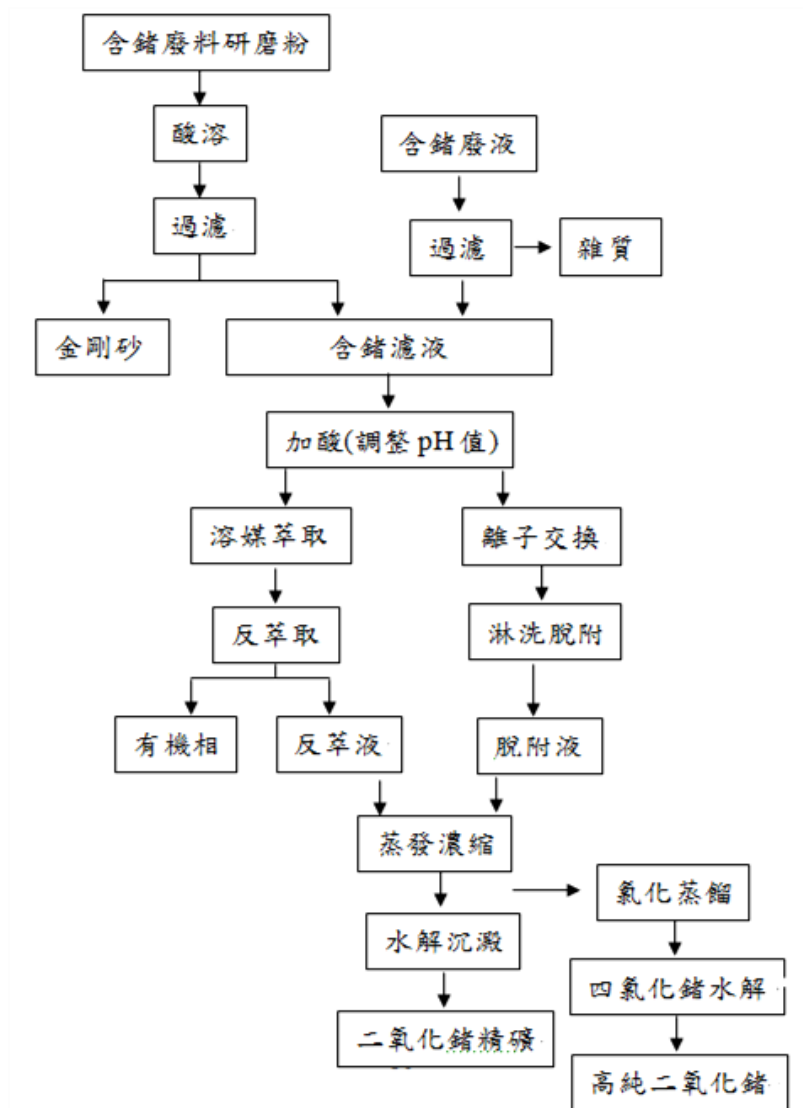 含鍺廢料研磨粉
酸溶
含鍺廢液
過濾
過濾
雜質
金剛砂
含鍺濾液
加酸(調整 pH 值)
溶媒萃取
離子交換
反萃取
淋洗脫附
有機相
反萃液
脫附液
蒸發濃縮
氯化蒸餾
水解沉澱
四氯化鍺水解
二氧化鍺精礦
高純二氧化鍺